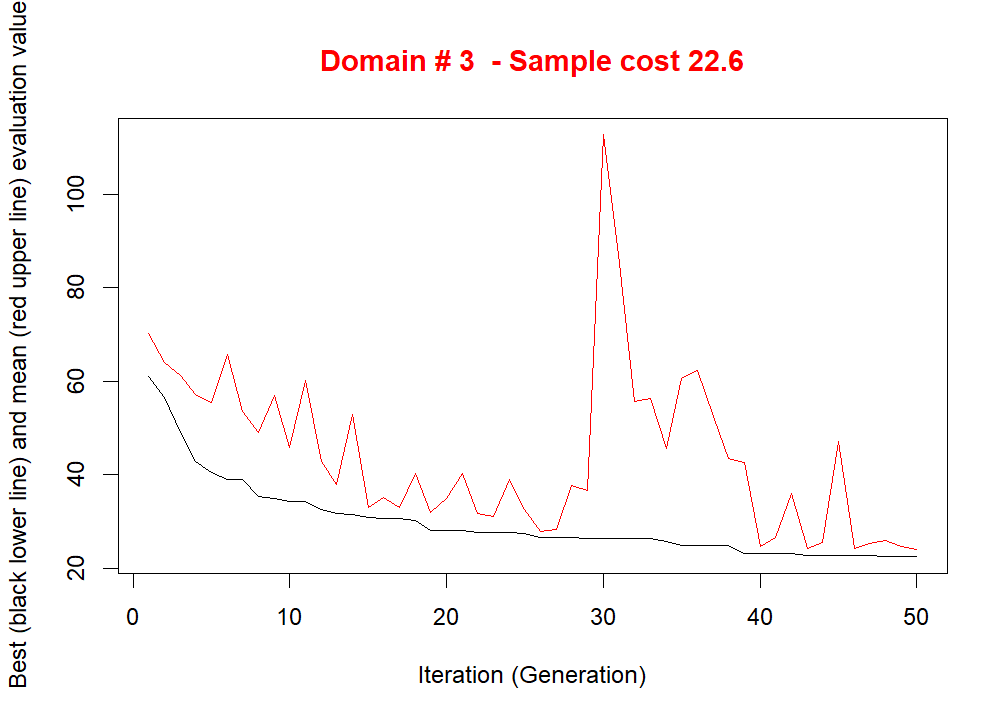 Domain # 3 - Sample cost 22.6
Best (black lower line) and mean (red upper line) evaluation value
100
80
60
40
20
0 10 20 30 40 50
Iteration (Generation)